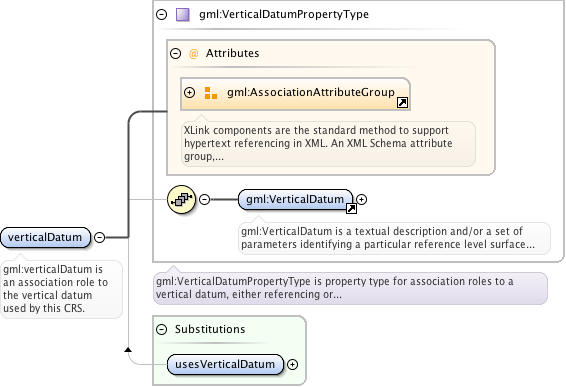 gml:VerticalDatumPropertyType
@ Attributes
gml:AssociationAttributeGroup
XLink components are the standard method to support
hypertext referencing in XML. An XML Schema attribute
group,...
gml:VerticalDatum
gml:VerticalDatum is a textual description and/or a set of
parameters identifying a particular reference level surface...
verticalDatum
gml:verticalDatum is
an association role to
the vertical datum
used by this CRS.
gml:VerticalDatumPropertyType is property type for association roles to a
vertical datum, either referencing or...
Substitutions
usesVerticalDatum